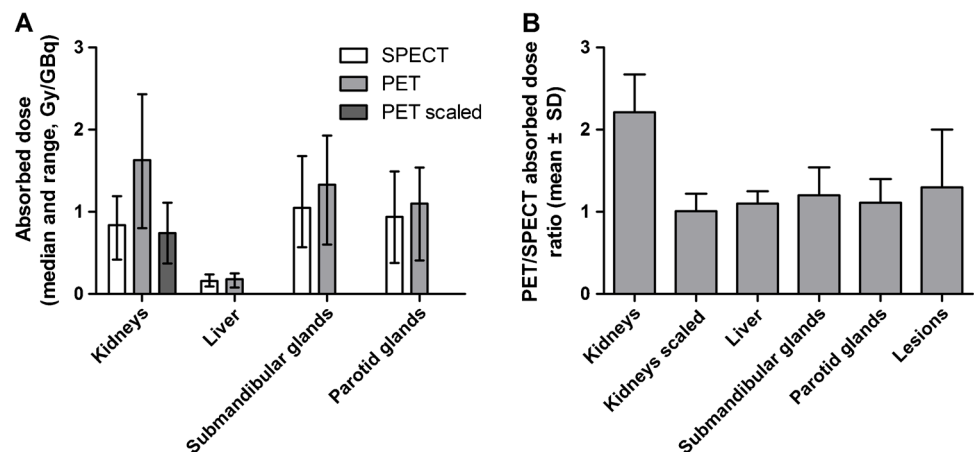 A
Absorbed dose
(median and range, Gy/GBq)
3
2
1
0
SPECT
PET
PET scaled
Kidneys
Liver
Submandibular glands
Parotid glands
B
PET/SPECT absorbed dose
ratio (mean ± SD)
3
2
1
0
Kidneys
Kidneys scaled
Liver
Submandibular glands
Parotid glands
Lesions